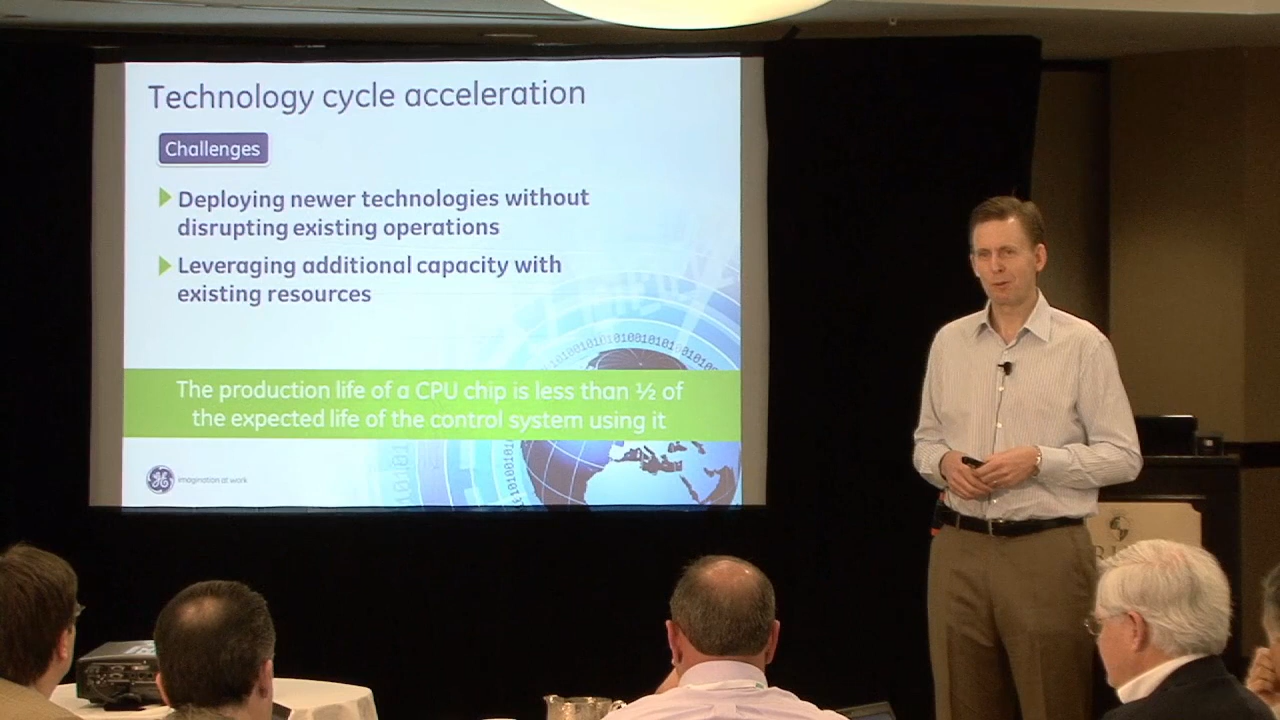 Technology cycle acceleration
Challenges
Deploying newer technologies without
disrupting existing operations
Leveraging additional capacity with
existing resources
The production life of a CPU chip is less than ½ of
the expected life of the control system using it
GE imagination at work